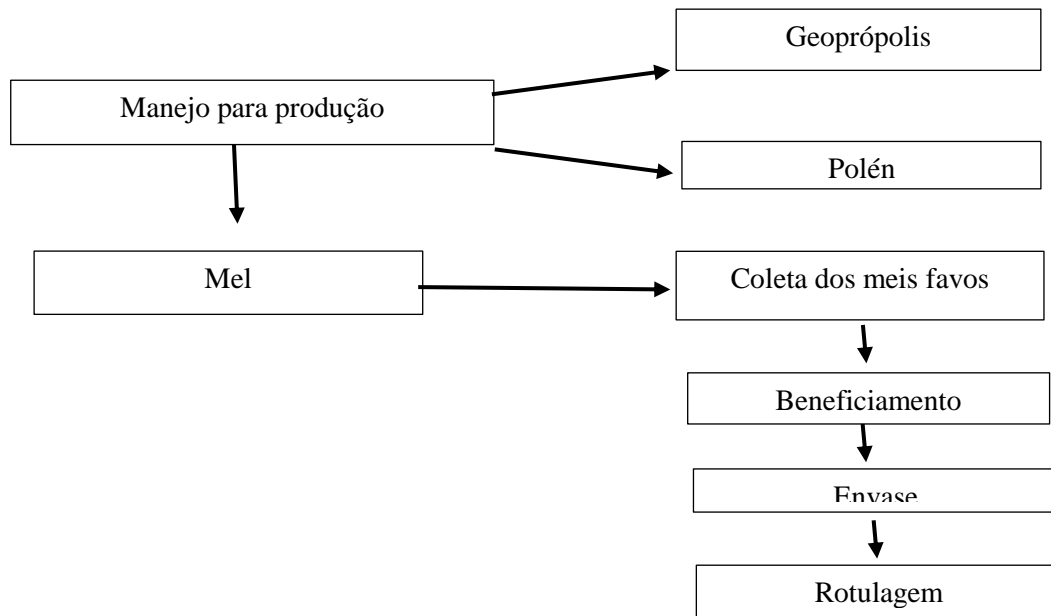 Geoprópolis
Manejo para produção
Polén
Mel
Coleta dos meis favos
Beneficiamento
Envase
Rotulagem